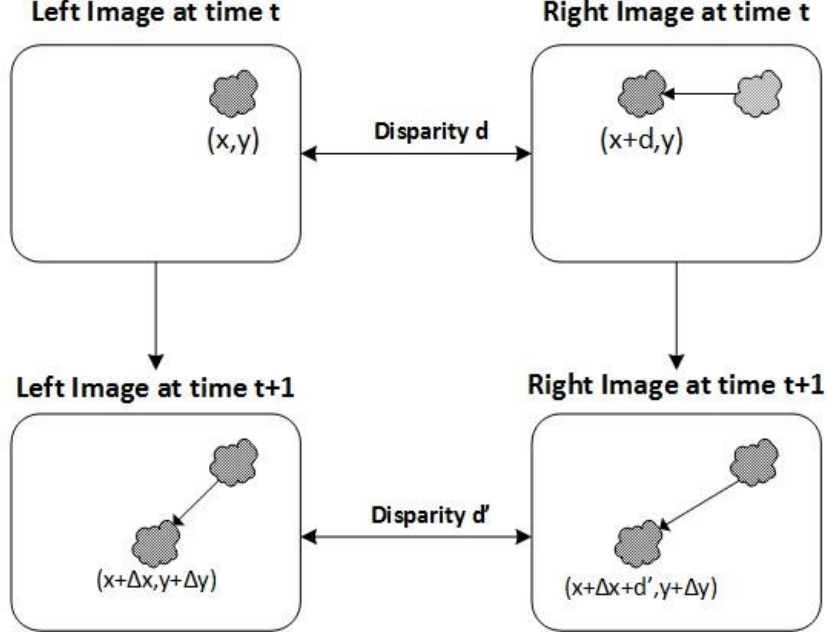 Left Image at time t
Right Image at time t
(x,y)
Disparity d
(x+d,y)
Left Image at time t+1
Right Image at time t+1
Disparity d'
(x+Δx,y+Δy)
(x+Δx+d',y+Δy)